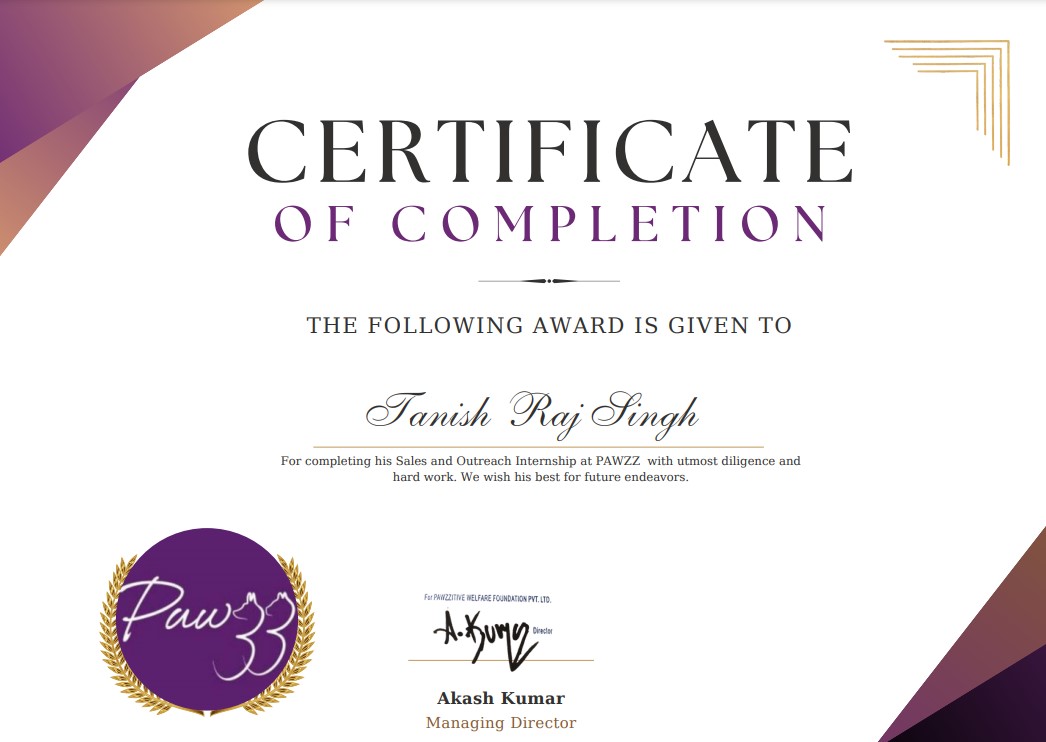 CERTIFICATE
OF COMPLETION
THE FOLLOWING AWARD IS GIVEN TO
Tanish Raj Singh
For completing his Sales and Outreach Internship at PAWZZ with utmost diligence and
hard work. We wish his best for future endeavors.
Pawzz
For PAWZZITIVE WELFARE FOUNDATION PVT. LTD.
A. Kumar
Director
Akash Kumar
Managing Director